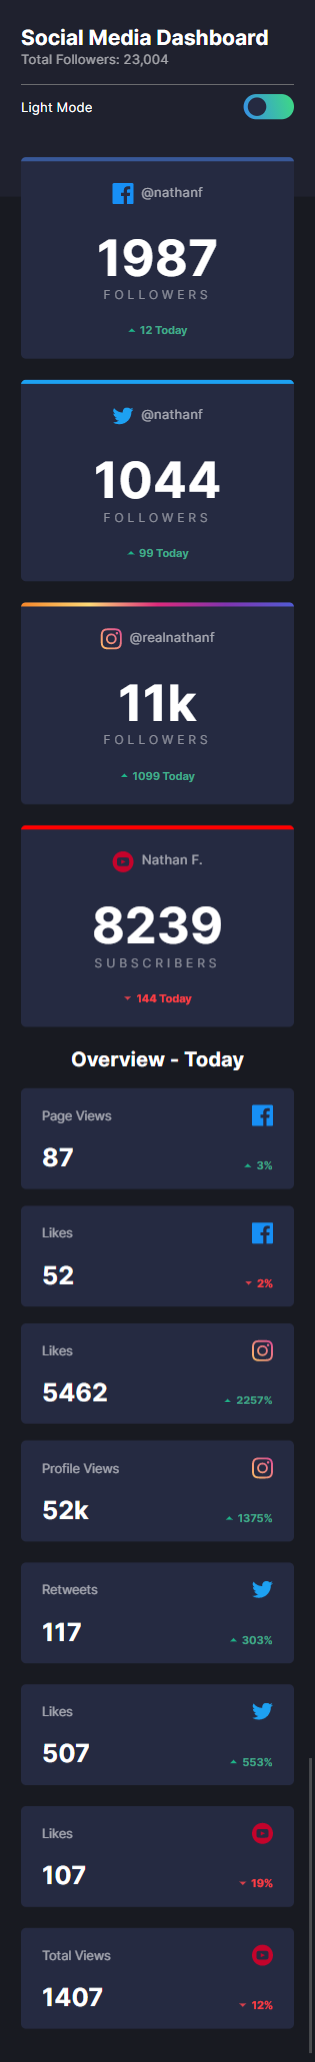 Social Media Dashboard
Total Followers: 23,004
Light Mode
@nathanf
1987
FOLLOWERS
12 Today
@nathanf
1044
FOLLOWERS
99 Today
@realnathanf
11k
FOLLOWERS
1099 Today
Nathan F.
8239
SUBSCRIBERS
144 Today
Overview - Today
Page Views
87
3%
Likes
52
2%
Likes
5462
2257%
Profile Views
52k
1375%
Retweets
117
303%
Likes
507
553%
Likes
107
19%
Total Views
1407
12%